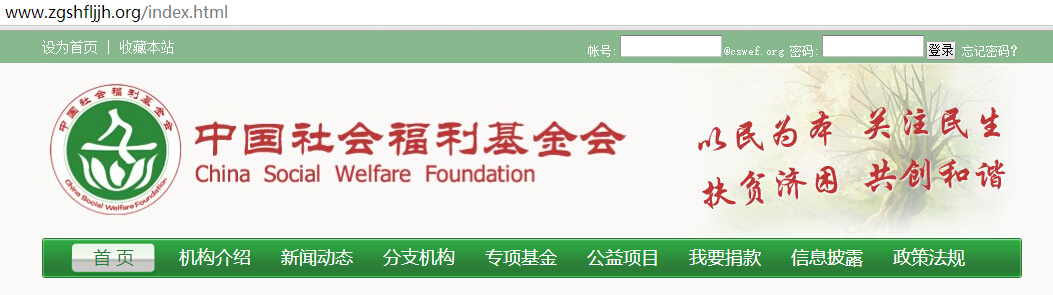 www.zgshfljjh.org/index.html
设为首页 | 收藏本站
帐号: @cswef.org 密码: 登录 忘记密码?
中国社会福利基金会
China Social Welfare Foundation
中国社会福利基金会
China Social Welfare Foundation
以民为本 关注民生
扶贫济困 共创和谐
首页 机构介绍 新闻动态 分支机构 专项基金 公益项目 我要捐款 信息披露 政策法规